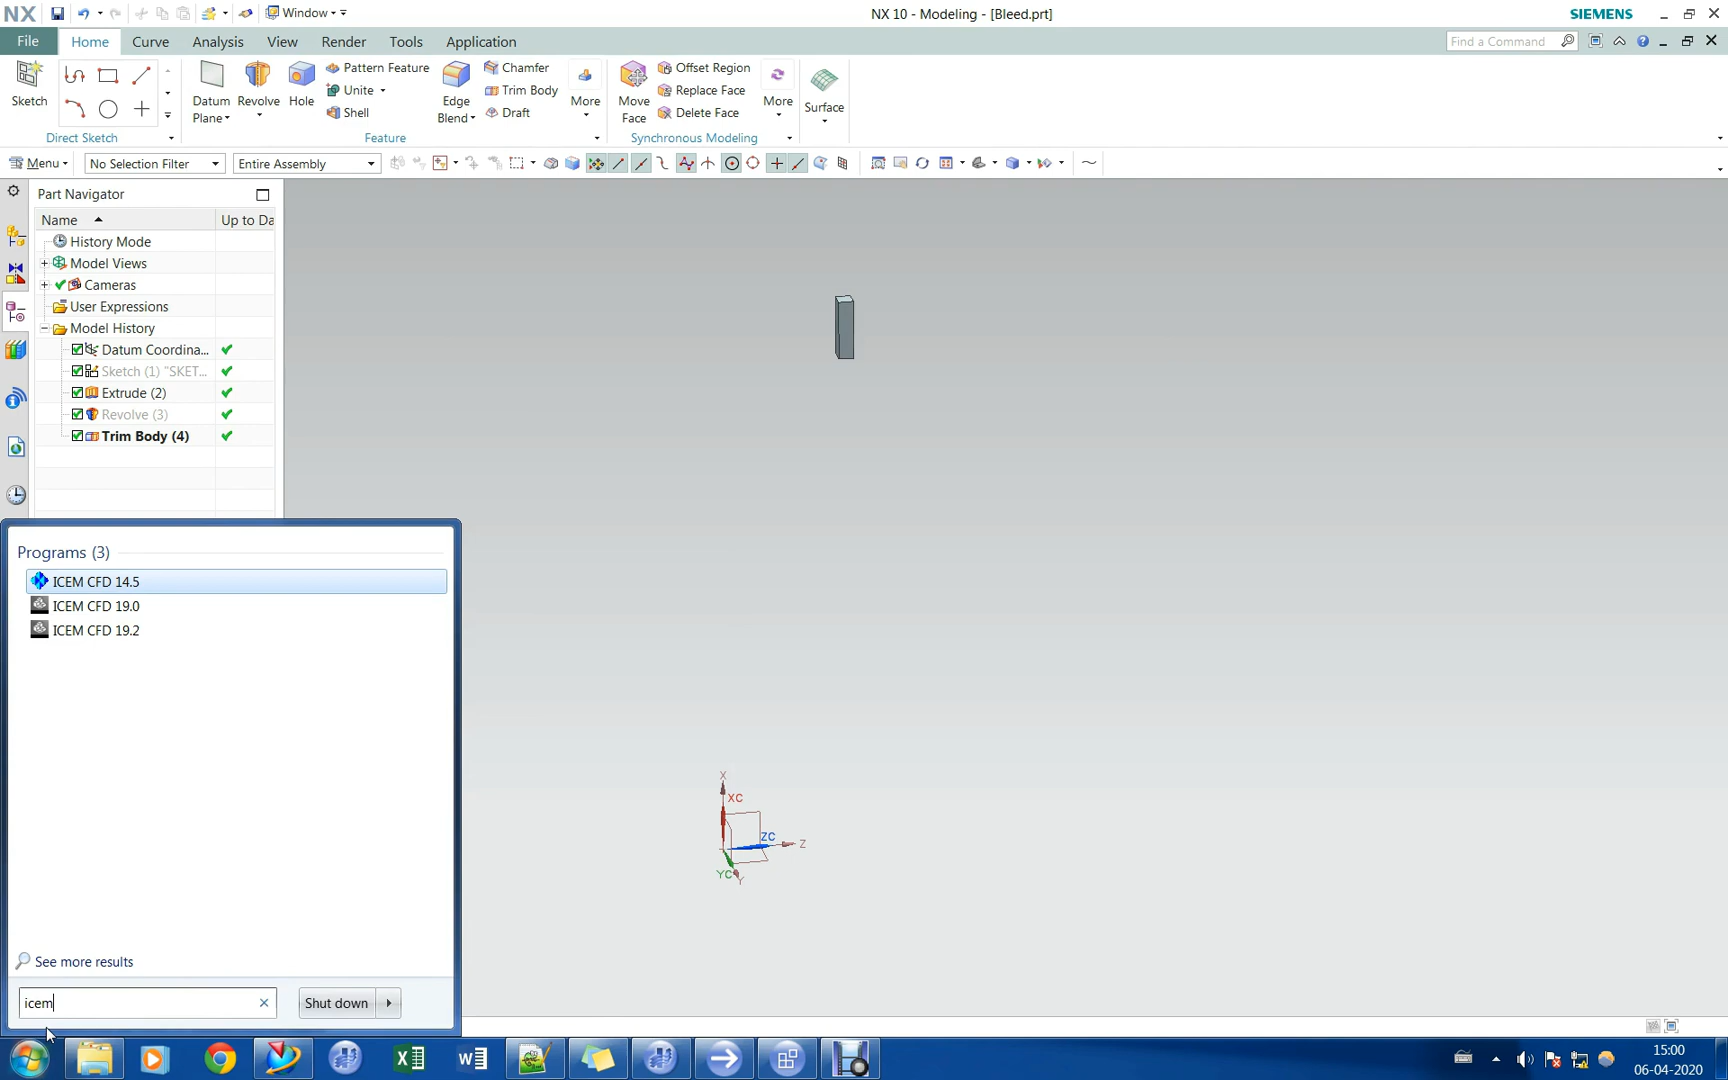 NX
Window
NX 10 - Modeling - [Bleed.prt]
SIEMENS
File
Home
Curve
Analysis
View
Render
Tools
Application
Find a Command
Sketch
Datum Plane
Revolve
Hole
Pattern Feature
Unite
Shell
Edge Blend
Chamfer
Trim Body
Draft
More
Move Face
Offset Region
Replace Face
Delete Face
More
Surface
Direct Sketch
Feature
Synchronous Modeling
Menu
No Selection Filter
Entire Assembly
Part Navigator
Name
Up to Da
History Mode
Model Views
Cameras
User Expressions
Model History
Datum Coordina...
Sketch (1) "SKET...
Extrude (2)
Revolve (3)
Trim Body (4)
Programs (3)
ICEM CFD 14.5
ICEM CFD 19.0
ICEM CFD 19.2
See more results
icem
Shut down
X
XC
ZC
Z
YC
Y
15:00
06-04-2020